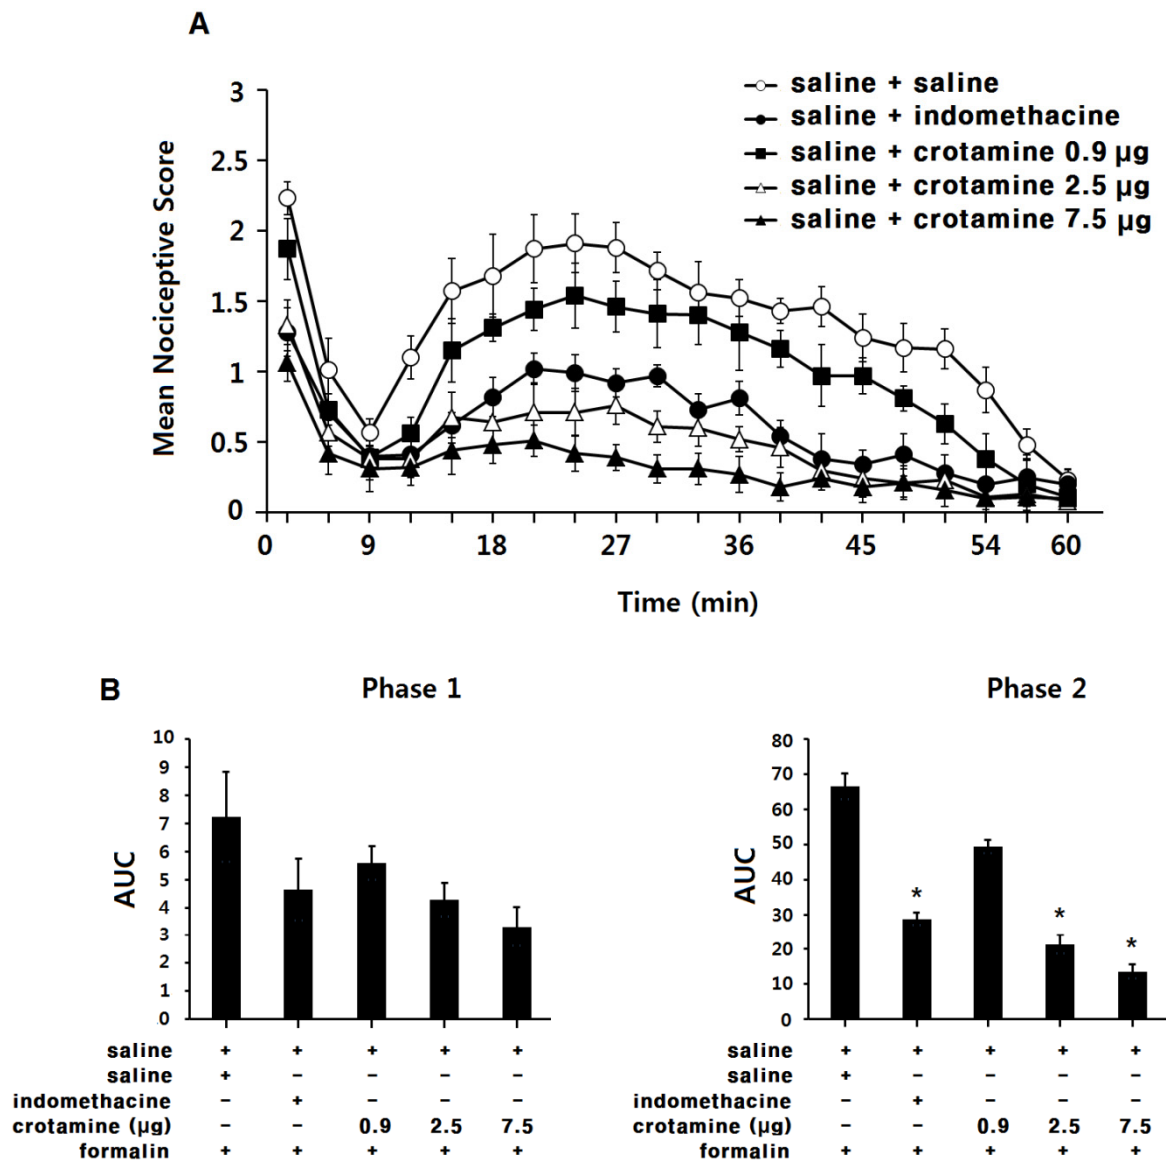 A
saline + saline
saline + indomethacine
saline + crotamine 0.9 µg
saline + crotamine 2.5 µg
saline + crotamine 7.5 µg
Mean Nociceptive Score
3
2.5
2
1.5
1
0.5
0
0 9 18 27 36 45 54 60
Time (min)
B
Phase 1
AUC
10
9
8
7
6
5
4
3
2
1
0
saline + + + + +
saline + - - - -
indomethacine - + - - -
crotamine (µg) - - 0.9 2.5 7.5
formalin + + + + +
Phase 2
AUC
80
70
60
50
40
30
20
10
0
* * *
saline + + + + +
saline + - - - -
indomethacine - + - - -
crotamine (µg) - - 0.9 2.5 7.5
formalin + + + + +